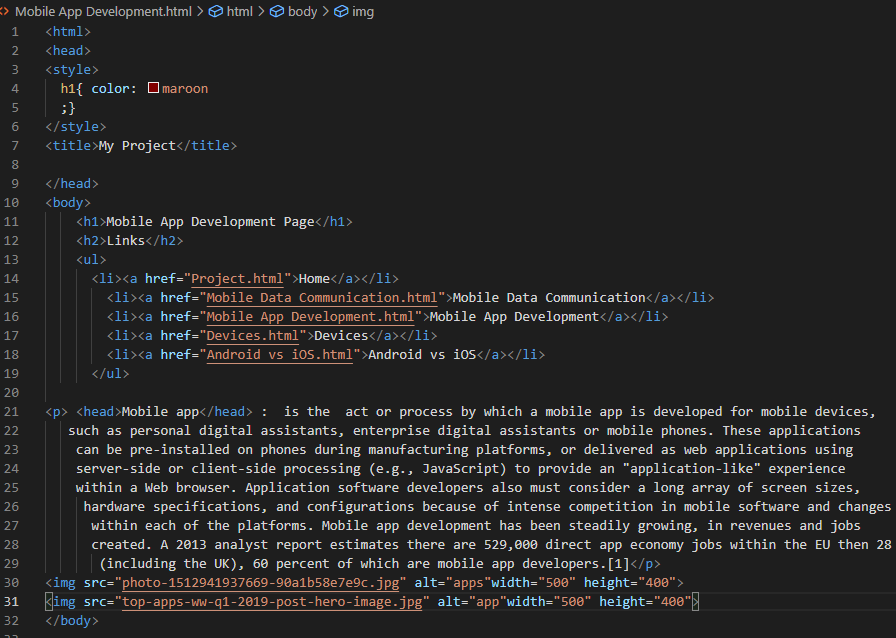 <> Mobile App Development.html > html > body > img
1 <html>
2 <head>
3 <style>
4 h1{ color: maroon
5 ;}
6 </style>
7 <title>My Project</title>
8
9 </head>
10 <body>
11 <h1>Mobile App Development Page</h1>
12 <h2>Links</h2>
13 <ul>
14 <li><a href="Project.html">Home</a></li>
15 <li><a href="Mobile Data Communication.html">Mobile Data Communication</a></li>
16 <li><a href="Mobile App Development.html">Mobile App Development</a></li>
17 <li><a href="Devices.html">Devices</a></li>
18 <li><a href="Android vs iOS.html">Android vs iOS</a></li>
19 </ul>
20
21 <p> <head>Mobile app</head> :  is the  act or process by which a mobile app is developed for mobile devices,
22 such as personal digital assistants, enterprise digital assistants or mobile phones. These applications
23 can be pre-installed on phones during manufacturing platforms, or delivered as web applications using
24 server-side or client-side processing (e.g., JavaScript) to provide an "application-like" experience
25 within a Web browser. Application software developers also must consider a long array of screen sizes,
26 hardware specifications, and configurations because of intense competition in mobile software and changes
27 within each of the platforms. Mobile app development has been steadily growing, in revenues and jobs
28 created. A 2013 analyst report estimates there are 529,000 direct app economy jobs within the EU then 28
29 (including the UK), 60 percent of which are mobile app developers.[1]</p>
30 <img src="photo-1512941937669-90a1b58e7e9c.jpg" alt="apps"width="500" height="400">
31 <img src="top-apps-ww-q1-2019-post-hero-image.jpg" alt="app"width="500" height="400">
32 </body>